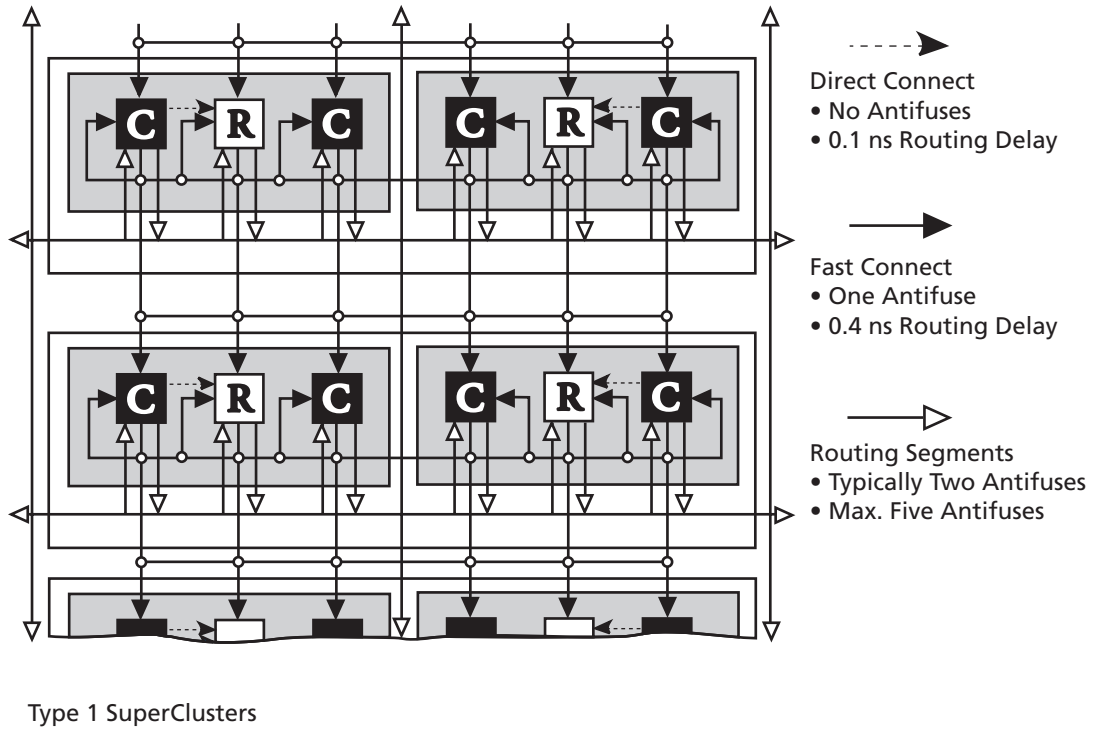 C R C C R C
Direct Connect
• No Antifuses
• 0.1 ns Routing Delay
Fast Connect
• One Antifuse
• 0.4 ns Routing Delay
C R C C R C
Routing Segments
• Typically Two Antifuses
• Max. Five Antifuses
Type 1 SuperClusters